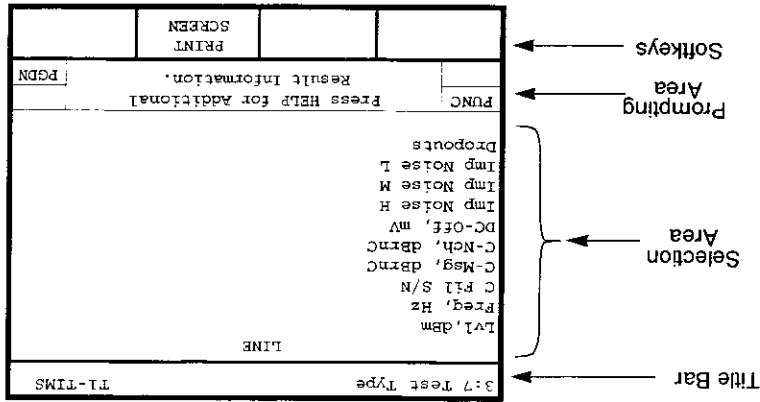 Title Bar
3:7 Test Type T1-TIMS
LINE
Selection
Area
Lvl,dBm
Freq, Hz
C Fil S/N
C-Msg, dBrnC
C-Nch, dBrnC
DC-Off, mV
Imp Noise H
Imp Noise M
Imp Noise L
Dropouts
Prompting
Area
FUNC
Press HELP for Additional
Result Information.
PGDN
Softkeys
PRINT
SCREEN